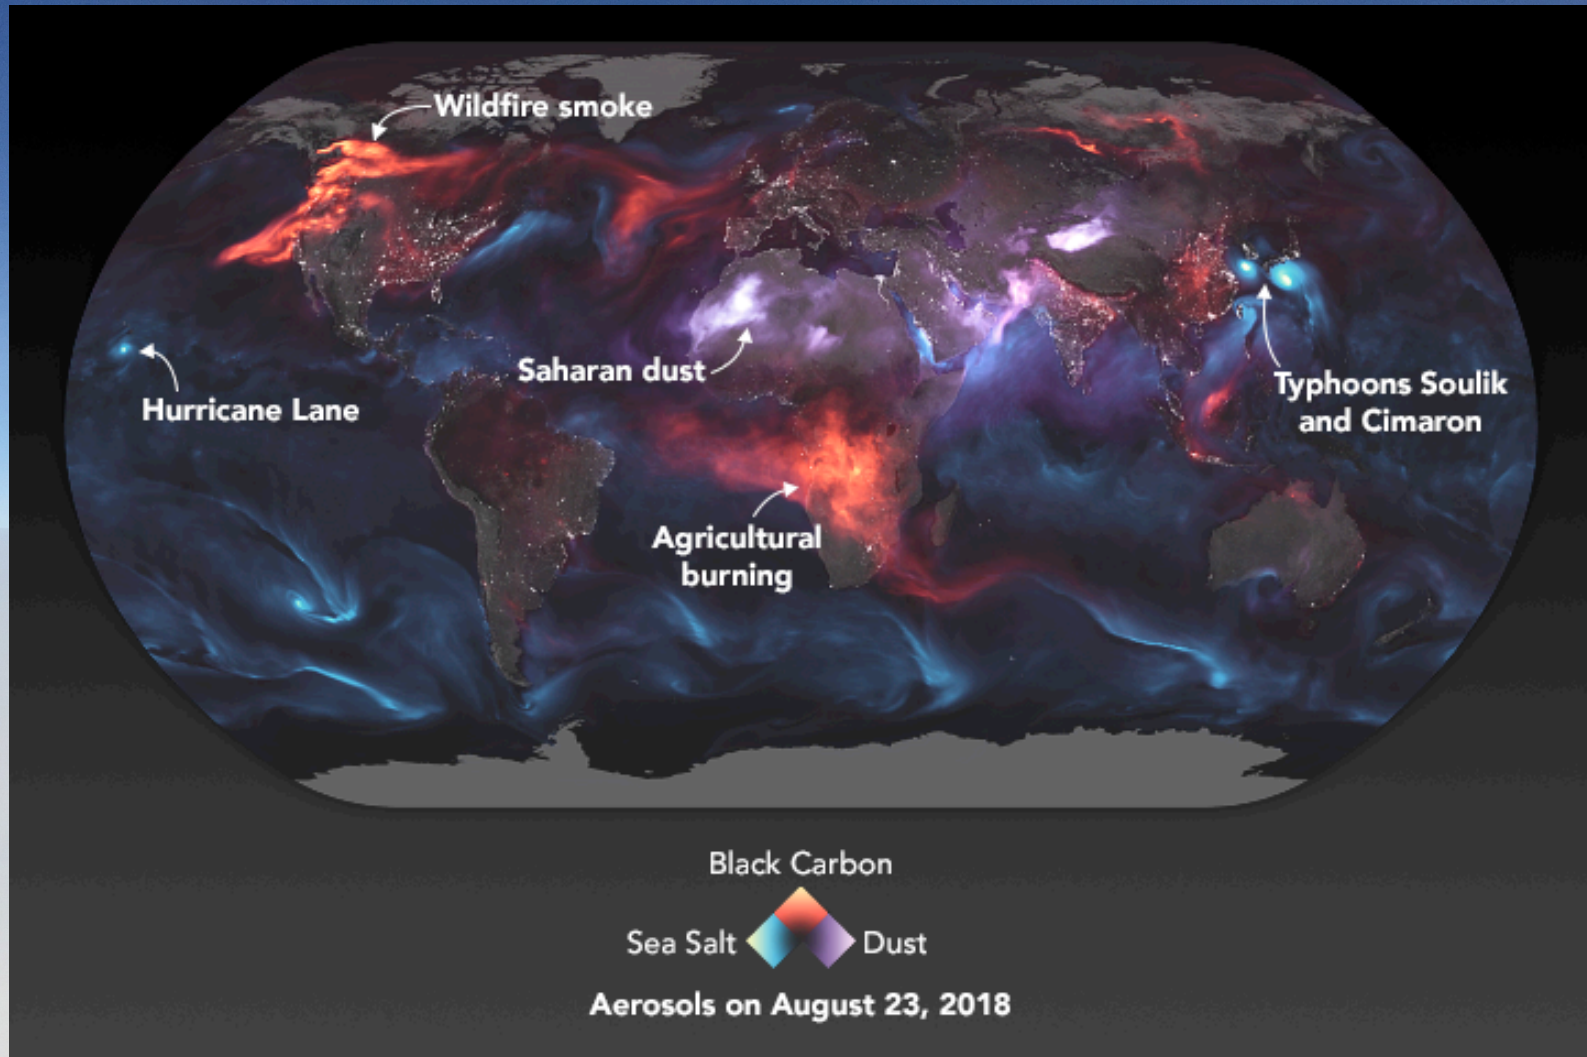 Wildfire smoke
Saharan dust
Hurricane Lane
Typhoons Soulik
and Cimaron
Agricultural
burning
Black Carbon
Sea Salt
Dust
Aerosols on August 23, 2018